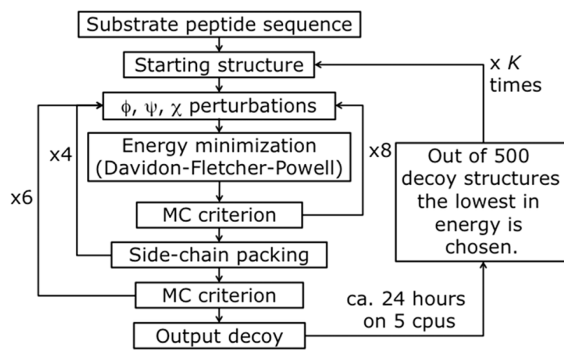 Substrate peptide sequence
Starting structure
ϕ, ψ, χ perturbations
Energy minimization
(Davidon-Fletcher-Powell)
MC criterion
Side-chain packing
MC criterion
Output decoy
x6
x4
x8
x K
times
Out of 500
decoy structures
the lowest in
energy is
chosen.
ca. 24 hours
on 5 cpus